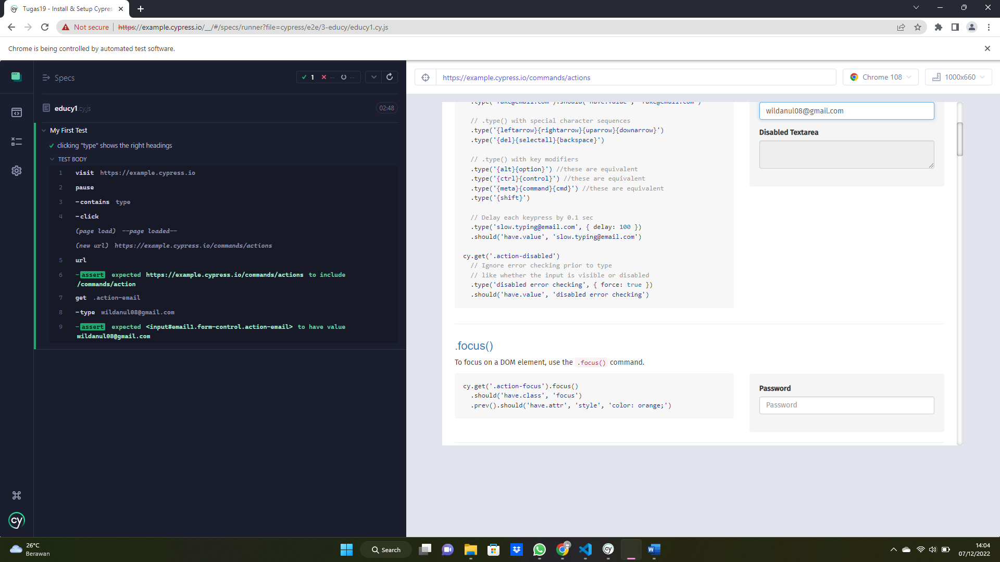 Tugas19 - Install & Setup Cypres
Not secure
https://example.cypress.io/__/#/specs/runner?file=cypress/e2e/3-educy/educy1.cy.js
Chrome is being controlled by automated test software.
Specs
1
--
--
educy1.cy.js
02:48
My First Test
clicking "type" shows the right headings
TEST BODY
1 visit https://example.cypress.io
2 pause
3 -contains type
4 -click
(page load) --page loaded--
(new url) https://example.cypress.io/commands/actions
5 url
6 -assert expected https://example.cypress.io/commands/actions to include
/commands/action
7 get .action-email
8 -type wildanul08@gmail.com
9 -assert expected <input#email1.form-control.action-email> to have value
wildanul08@gmail.com
cy
https://example.cypress.io/commands/actions
Chrome 108
1000x660
.type('fake@email.com').should('have.value', 'fake@email.com')
// .type() with special character sequences
.type('{leftarrow}{rightarrow}{uparrow}{downarrow}')
.type('{del}{selectall}{backspace}')
// .type() with key modifiers
.type('{alt}{option}') //these are equivalent
.type('{ctrl}{control}') //these are equivalent
.type('{meta}{command}{cmd}') //these are equivalent
.type('{shift}')
// Delay each keypress by 0.1 sec
.type('slow.typing@email.com', { delay: 100 })
.should('have.value', 'slow.typing@email.com')
cy.get('.action-disabled')
// Ignore error checking prior to type
// like whether the input is visible or disabled
.type('disabled error checking', { force: true })
.should('have.value', 'disabled error checking')
wildanul08@gmail.com
Disabled Textarea
.focus()
To focus on a DOM element, use the .focus() command.
cy.get('.action-focus').focus()
.should('have.class', 'focus')
.prev().should('have.attr', 'style', 'color: orange;')
Password
Password
26°C
Berawan
Search
14:04
07/12/2022